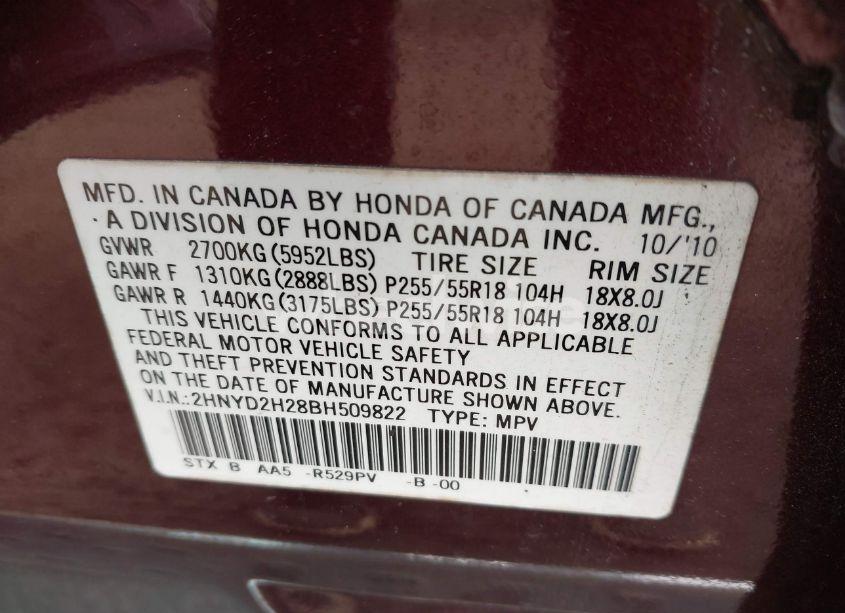 MFD. IN CANADA BY HONDA OF CANADA MFG.,
A DIVISION OF HONDA CANADA INC. 10/'10
GVWR 2700KG (5952LBS) TIRE SIZE RIM SIZE
GAWR F 1310KG (2888LBS) P255/55R18 104H 18X8.0J
GAWR R 1440KG (3175LBS) P255/55R18 104H 18X8.0J
THIS VEHICLE CONFORMS TO ALL APPLICABLE
FEDERAL MOTOR VEHICLE SAFETY
AND THEFT PREVENTION STANDARDS IN EFFECT
ON THE DATE OF MANUFACTURE SHOWN ABOVE.
V.I.N.:2HNYD2H28BH509822 TYPE: MPV
STX B AA5 -R529PV -B -00